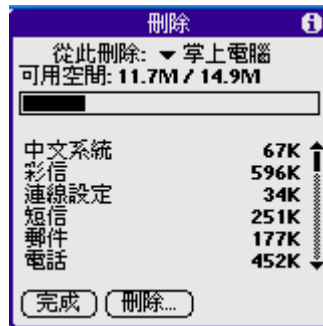 刪除
從此刪除: 掌上電腦
可用空間: 11.7M / 14.9M
中文系統 67K
彩信 596K
連線設定 34K
短信 251K
郵件 177K
電話 452K
完成 刪除...